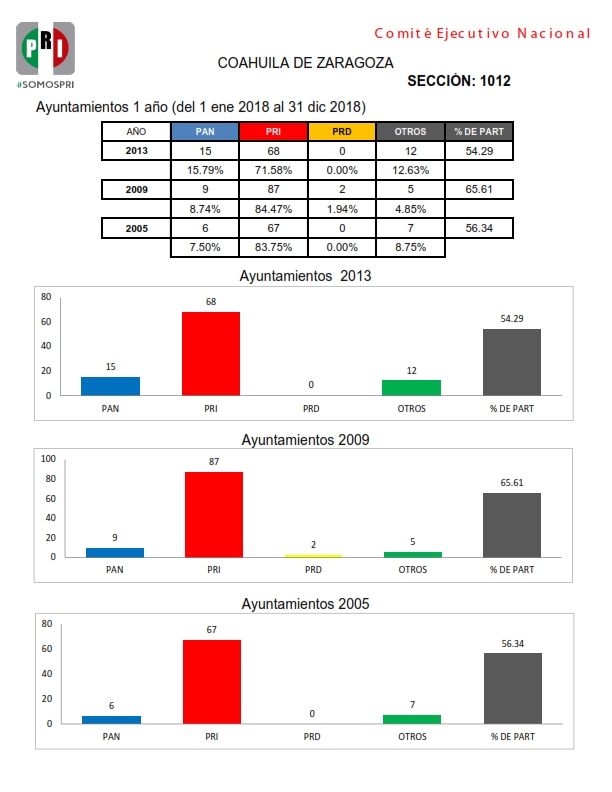 PRI
#SOMOSPRI
Comité Ejecutivo Nacional
COAHUILA DE ZARAGOZA
SECCIÓN: 1012
Ayuntamientos 1 año (del 1 ene 2018 al 31 dic 2018)
AÑO PAN PRI PRD OTROS % DE PART
2013 15 68 0 12 54.29
15.79% 71.58% 0.00% 12.63%
2009 9 87 2 5 65.61
8.74% 84.47% 1.94% 4.85%
2005 6 67 0 7 56.34
7.50% 83.75% 0.00% 8.75%
Ayuntamientos 2013
80
60
40
20
0
15 68 0 12 54.29
PAN PRI PRD OTROS % DE PART
Ayuntamientos 2009
100
80
60
40
20
0
9 87 2 5 65.61
PAN PRI PRD OTROS % DE PART
Ayuntamientos 2005
80
60
40
20
0
6 67 0 7 56.34
PAN PRI PRD OTROS % DE PART